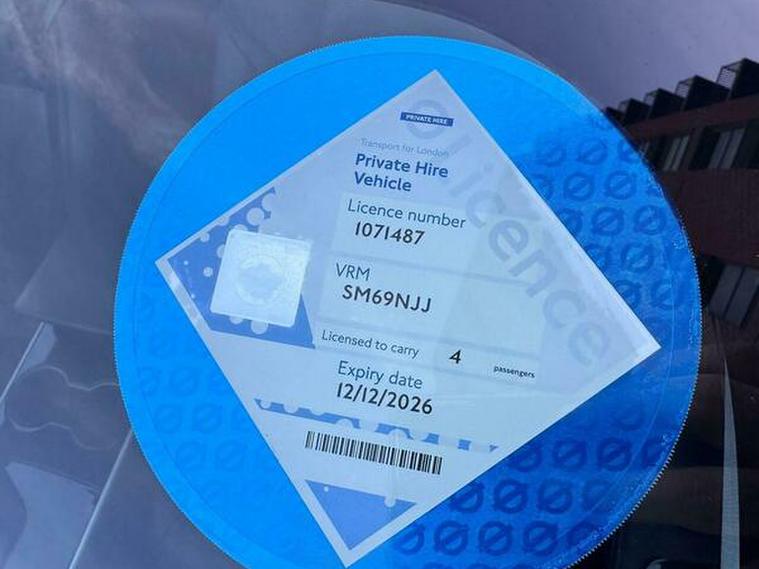 PRIVATE HIRE
Transport for London
Private Hire
Vehicle
Licence number
1071487
VRM
SM69NJJ
Licensed to carry 4 passengers
Expiry date
12/12/2026
Licence